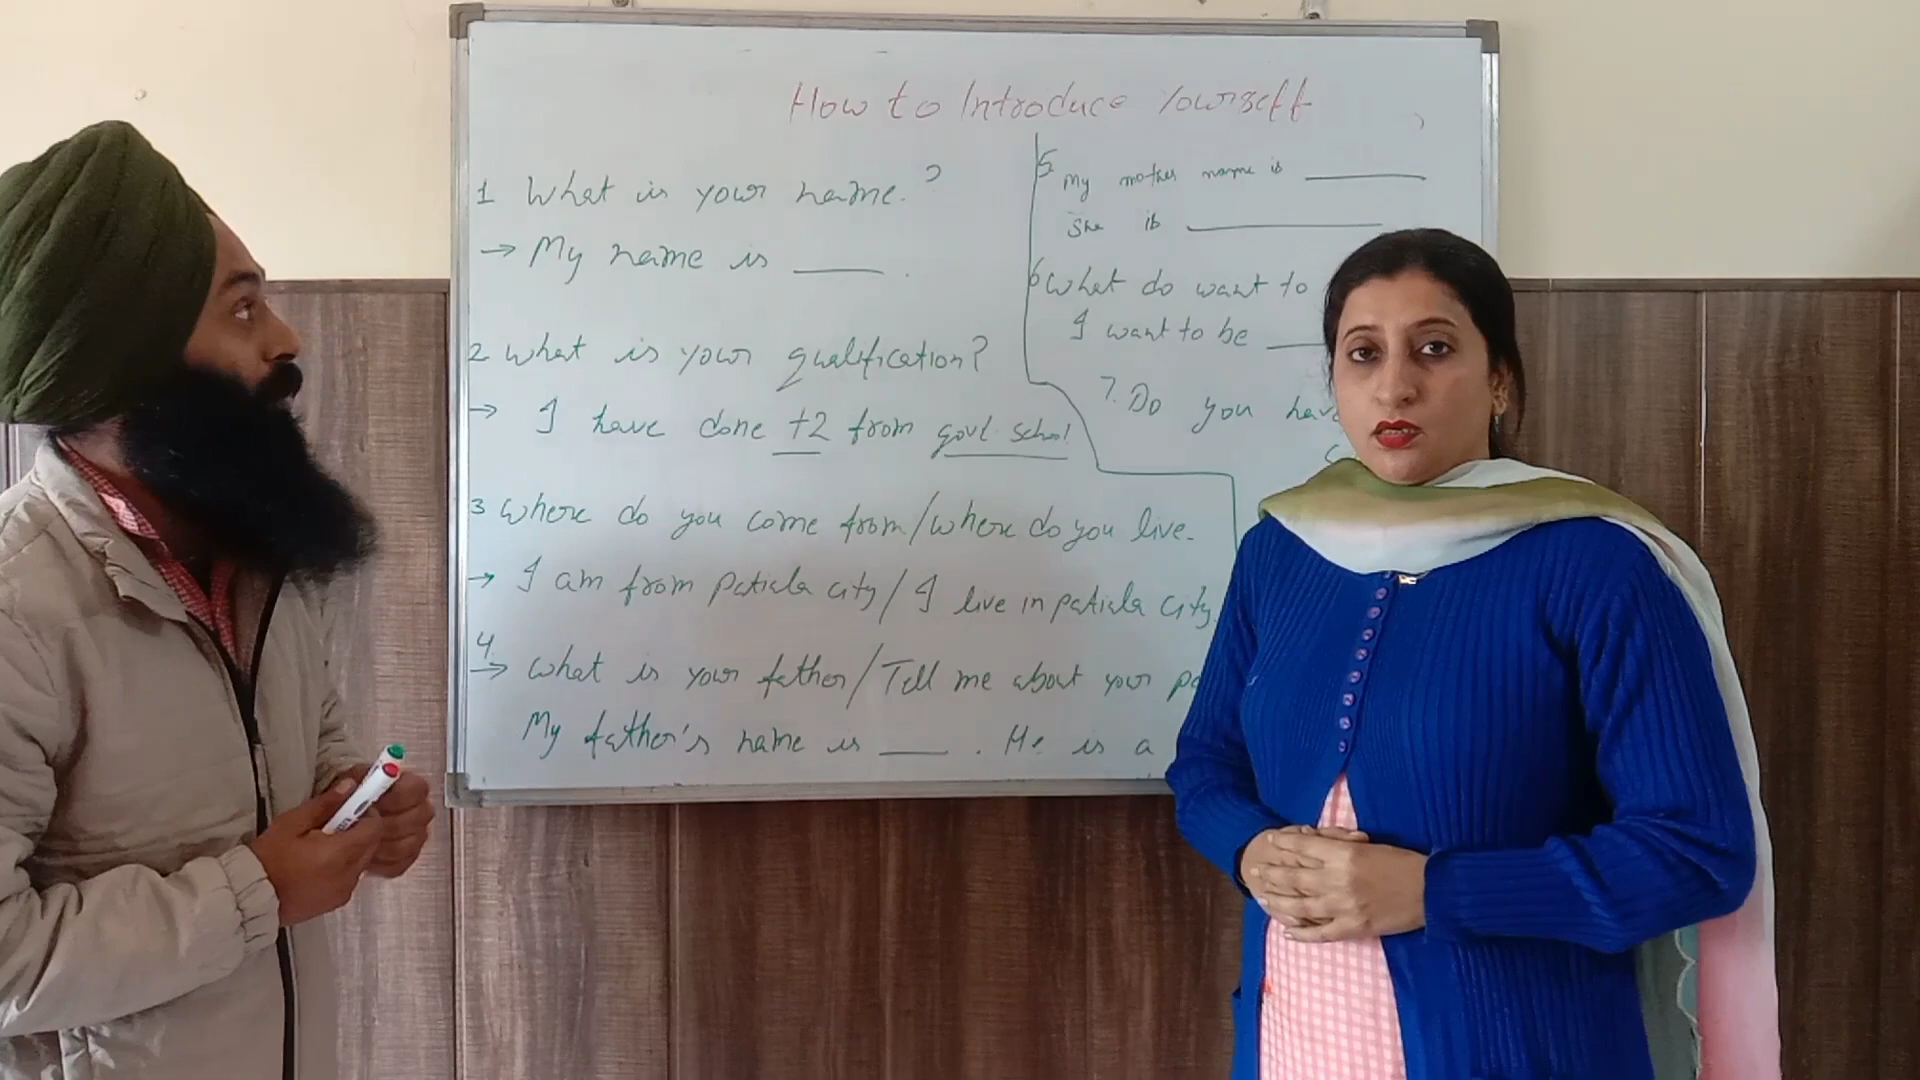 How to Introduce Yourself
1 What is your name.?
→ My name is ____ .
2 What is your qualification?
→ I have done +2 from govt. school
3 Where do you come from/where do you live.
→ I am from patiala city/ I live in patiala city.
4
→ What is your father/Tell me about your
My father's name is ____ . He is a
5 My mother name is ____
She is ____
6 What do want to
I want to be ____
7. Do you have